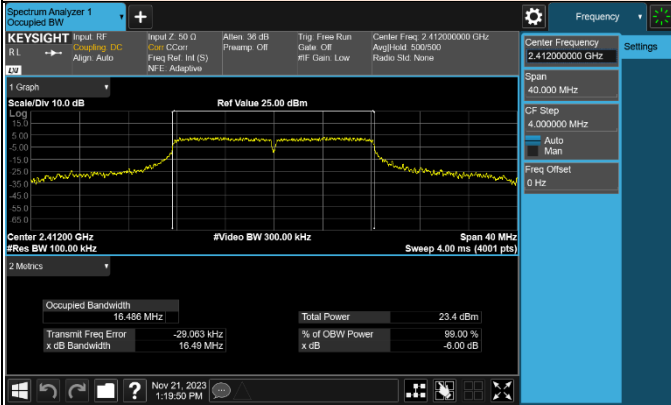 Spectrum Analyzer 1
Occupied BW
Frequency
KEYSIGHT
R L
Input: RF
Coupling: DC
Align: Auto
Input Z: 50 Ω
Corr CCorr
Freq Ref: Int (S)
NFE: Adaptive
Atten: 36 dB
Preamp: Off
Trig: Free Run
Gate: Off
#IF Gain: Low
Center Freq: 2.412000000 GHz
Avg|Hold: 500/500
Radio Std: None
Center Frequency
2.412000000 GHz
Settings
Span
40.000 MHz
CF Step
4.000000 MHz
Auto
Man
Freq Offset
0 Hz
1 Graph
Scale/Div 10.0 dB
Ref Value 25.00 dBm
Log
15.0
5.00
-5.00
-15.0
-25.0
-35.0
-45.0
-55.0
-65.0
Center 2.41200 GHz
#Video BW 300.00 kHz
Span 40 MHz
#Res BW 100.00 kHz
Sweep 4.00 ms (4001 pts)
2 Metrics
Occupied Bandwidth
16.486 MHz
Total Power 23.4 dBm
Transmit Freq Error -29.063 kHz
% of OBW Power 99.00 %
x dB Bandwidth 16.49 MHz
x dB -6.00 dB
?
Nov 21, 2023
1:19:50 PM